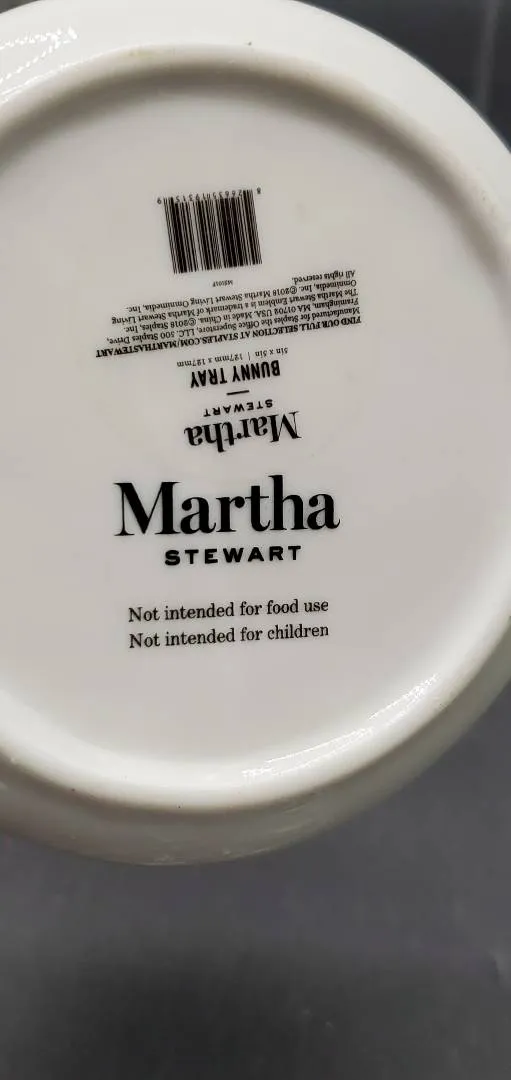 Martha
STEWART
Not intended for food use
Not intended for children
Martha
STEWART
BUNNY TRAY
5in x 5in | 127mm x 127mm
FIND OUR FULL SELECTION AT STAPLES.COM/MARTHASTEWART
Manufactured for Staples the Office Superstore, LLC, 500 Staples Drive,
Framingham, MA 01702 USA. Made in China. ©2018 Staples, Inc.
The Martha Stewart Emblem is a trademark of Martha Stewart Living
Omnimedia, Inc. ©2018 Martha Stewart Living Omnimedia, Inc.
All rights reserved.